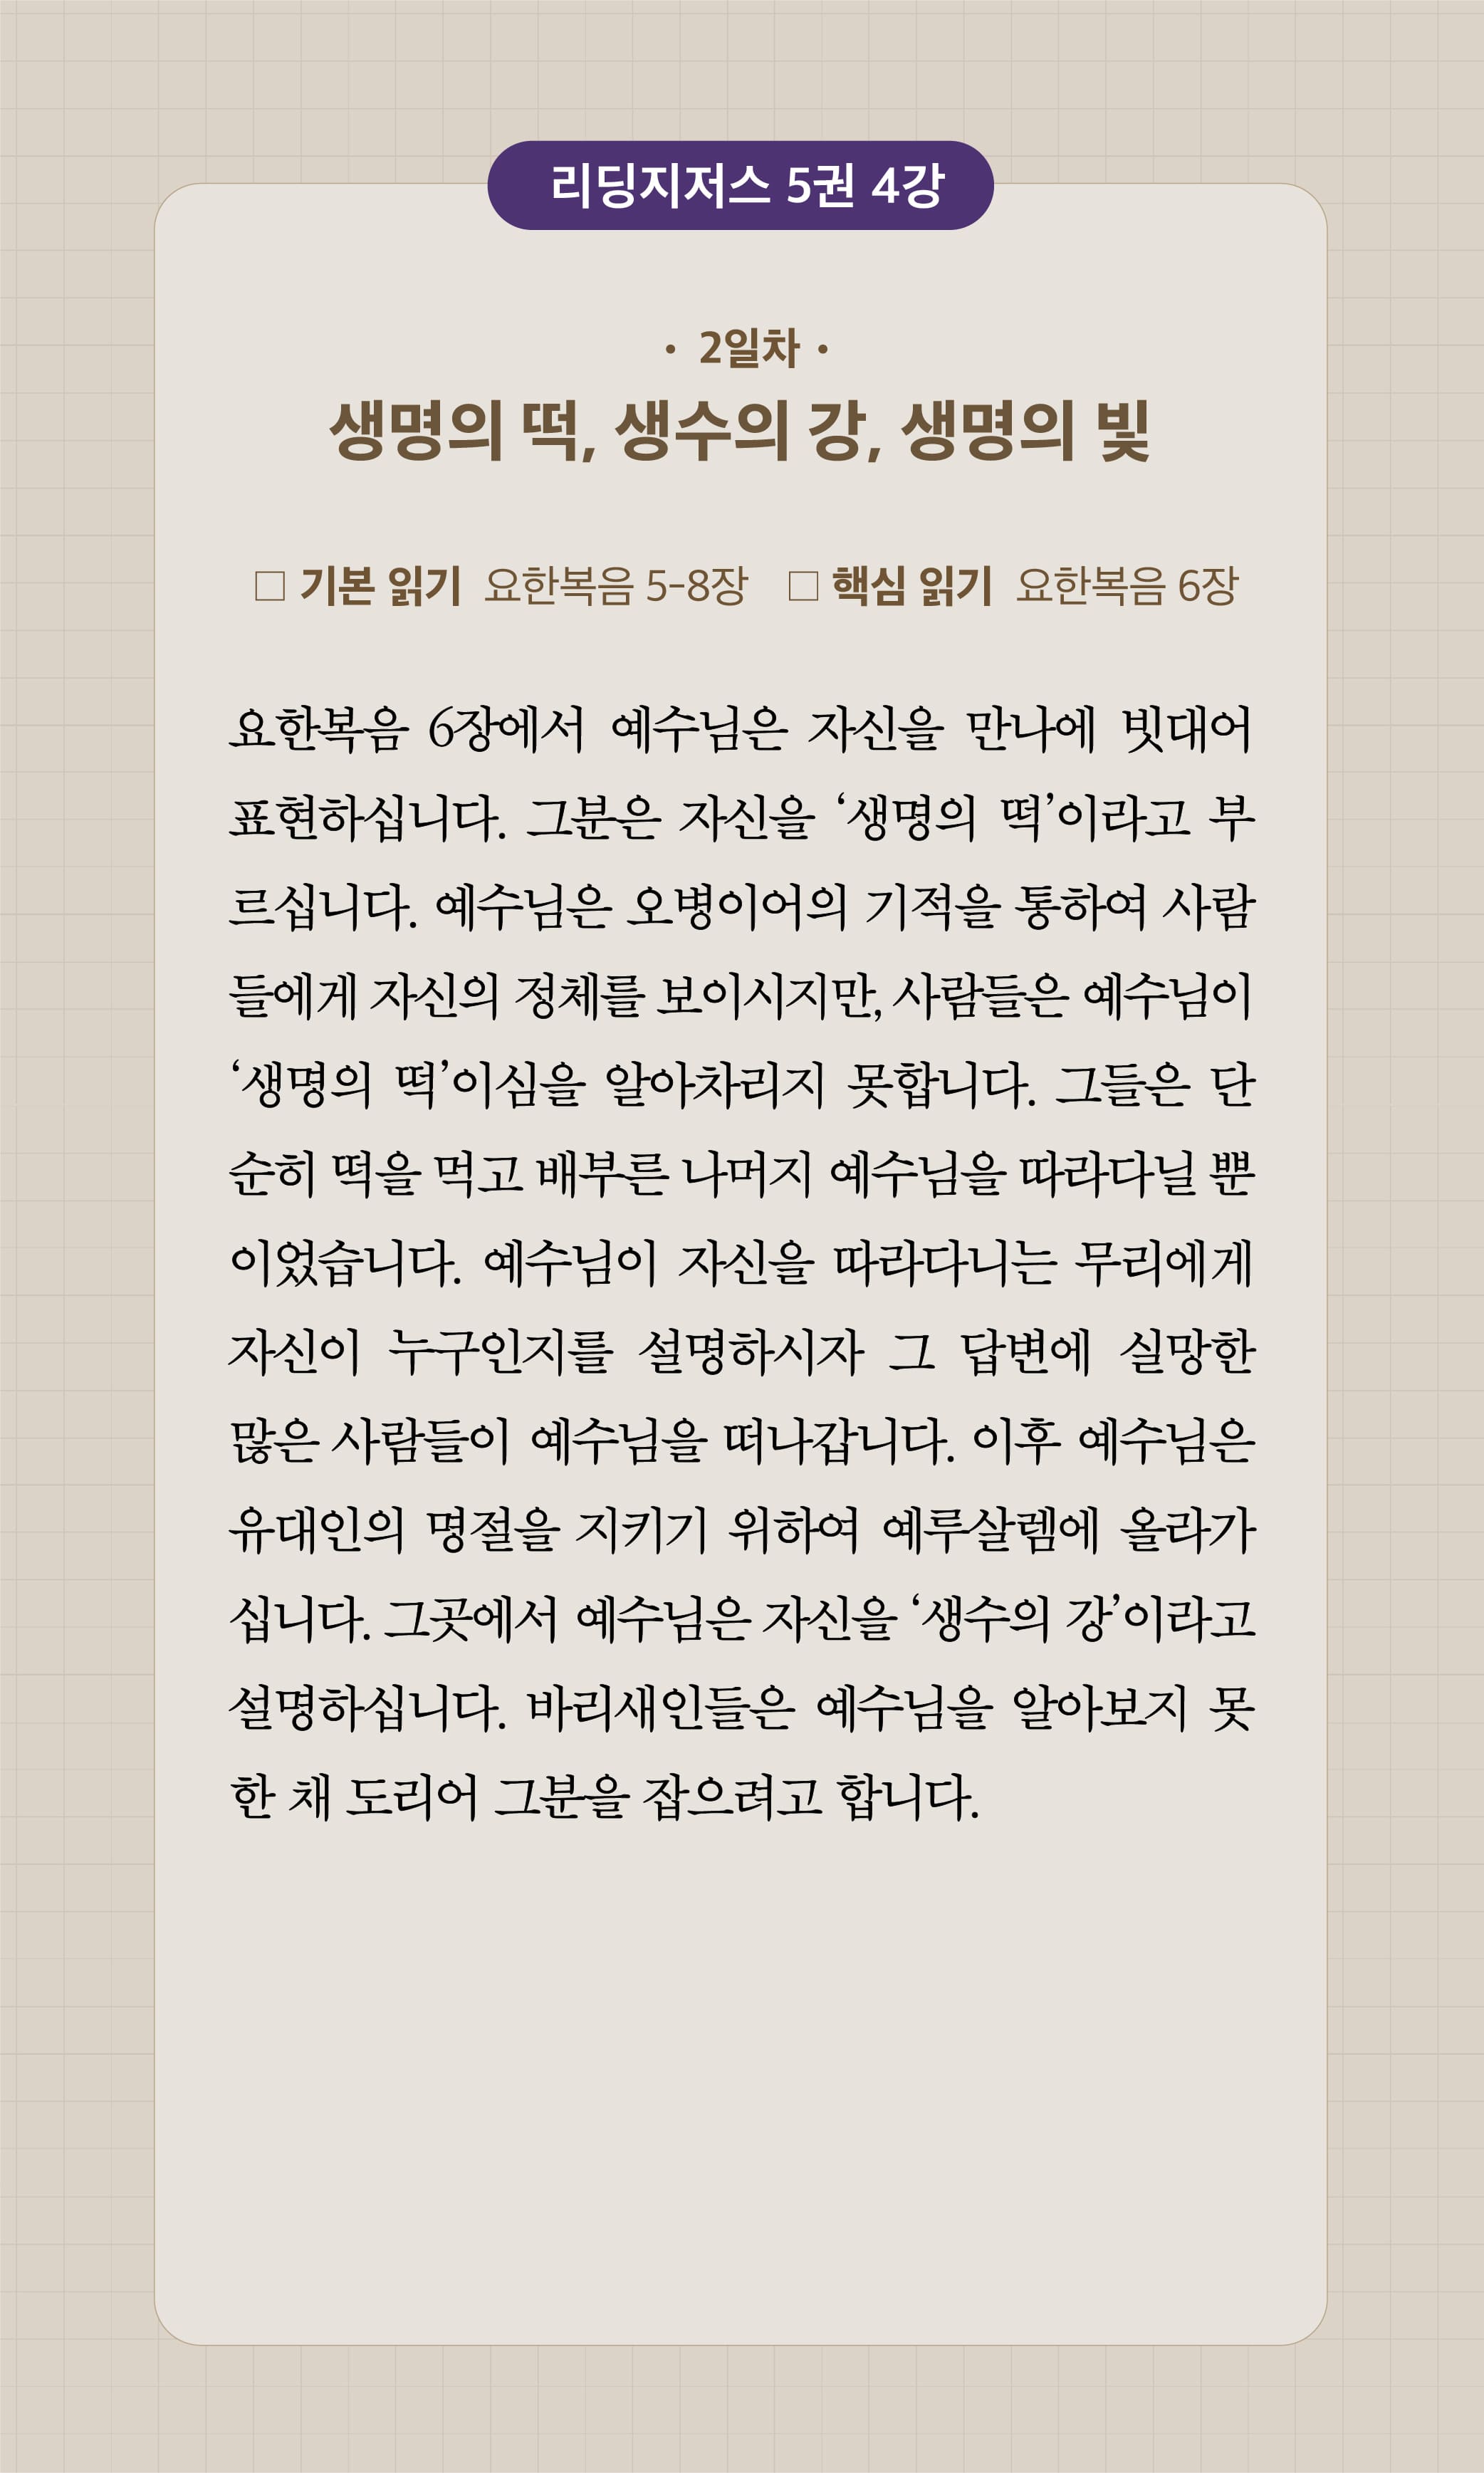 리딩지저스 5권 4강
· 2일차 ·
생명의 떡, 생수의 강, 생명의 빛
□ 기본 읽기 요한복음 5-8장 □ 핵심 읽기 요한복음 6장
요한복음 6장에서 예수님은 자신을 만나에 빗대어
표현하십니다. 그분은 자신을 ‘생명의 떡’이라고 부
르십니다. 예수님은 오병이어의 기적을 통하여 사람
들에게 자신의 정체를 보이시지만, 사람들은 예수님이
‘생명의 떡’이심을 알아차리지 못합니다. 그들은 단
순히 떡을 먹고 배부른 나머지 예수님을 따라다닐 뿐
이었습니다. 예수님이 자신을 따라다니는 무리에게
자신이 누구인지를 설명하시자 그 답변에 실망한
많은 사람들이 예수님을 떠나갑니다. 이후 예수님은
유대인의 명절을 지키기 위하여 예루살렘에 올라가
십니다. 그곳에서 예수님은 자신을 ‘생수의 강’이라고
설명하십니다. 바리새인들은 예수님을 알아보지 못
한 채 도리어 그분을 잡으려고 합니다.